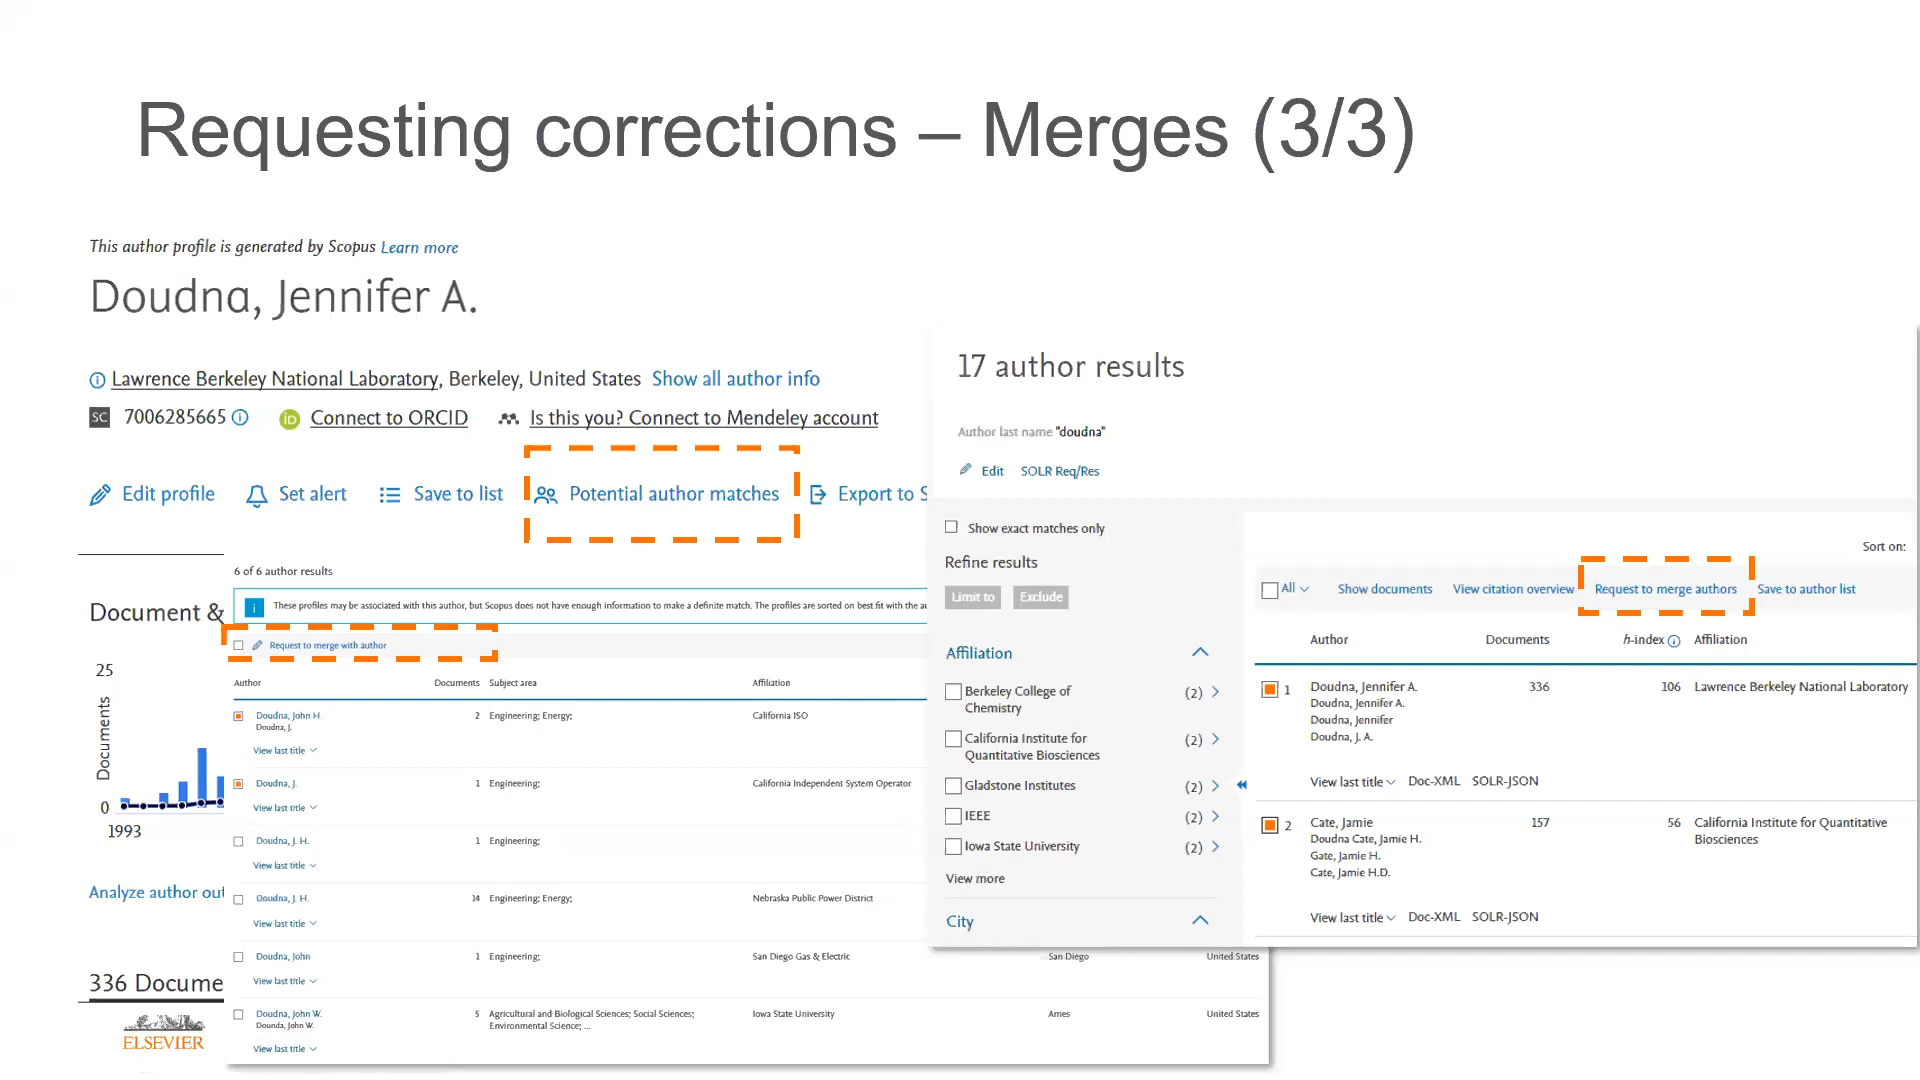 Requesting corrections – Merges (3/3)
This author profile is generated by Scopus Learn more
Doudna, Jennifer A.
Lawrence Berkeley National Laboratory, Berkeley, United States Show all author info
SC 7006285665 iD Connect to ORCID Is this you? Connect to Mendeley account
Edit profile Set alert Save to list Potential author matches Export to S
Document &
25
Documents
0
1993
Analyze author out
336 Docume
ELSEVIER
6 of 6 author results
These profiles may be associated with this author, but Scopus does not have enough information to make a definite match. The profiles are sorted on best fit with the au
Request to merge with author
Author Documents Subject area Affiliation
Doudna, John H. 2 Engineering; Energy; California ISO
Doudna, J.
View last title
Doudna, J. 1 Engineering; California Independent System Operator
View last title
Doudna, J. H. 1 Engineering;
View last title
Doudna, J. H. 14 Engineering; Energy; Nebraska Public Power District
View last title
Doudna, John 1 Engineering; San Diego Gas & Electric San Diego United States
View last title
Doudna, John W. 5 Agricultural and Biological Sciences; Social Sciences; Iowa State University Ames United States
Dounda, John W. Environmental Science; ...
View last title
17 author results
Author last name "doudna"
Edit SOLR Req/Res
Show exact matches only
Refine results
Limit to Exclude
Affiliation
Berkeley College of (2)
Chemistry
California Institute for (2)
Quantitative Biosciences
Gladstone Institutes (2)
IEEE (2)
Iowa State University (2)
View more
City
Sort on:
All Show documents View citation overview Request to merge authors Save to author list
Author Documents h-index Affiliation
1 Doudna, Jennifer A. 336 106 Lawrence Berkeley National Laboratory
Doudna, Jennifer A.
Doudna, Jennifer
Doudna, J. A.
View last title Doc-XML SOLR-JSON
2 Cate, Jamie 157 56 California Institute for Quantitative
Doudna Cate, Jamie H. Biosciences
Gate, Jamie H.
Cate, Jamie H.D.
View last title Doc-XML SOLR-JSON